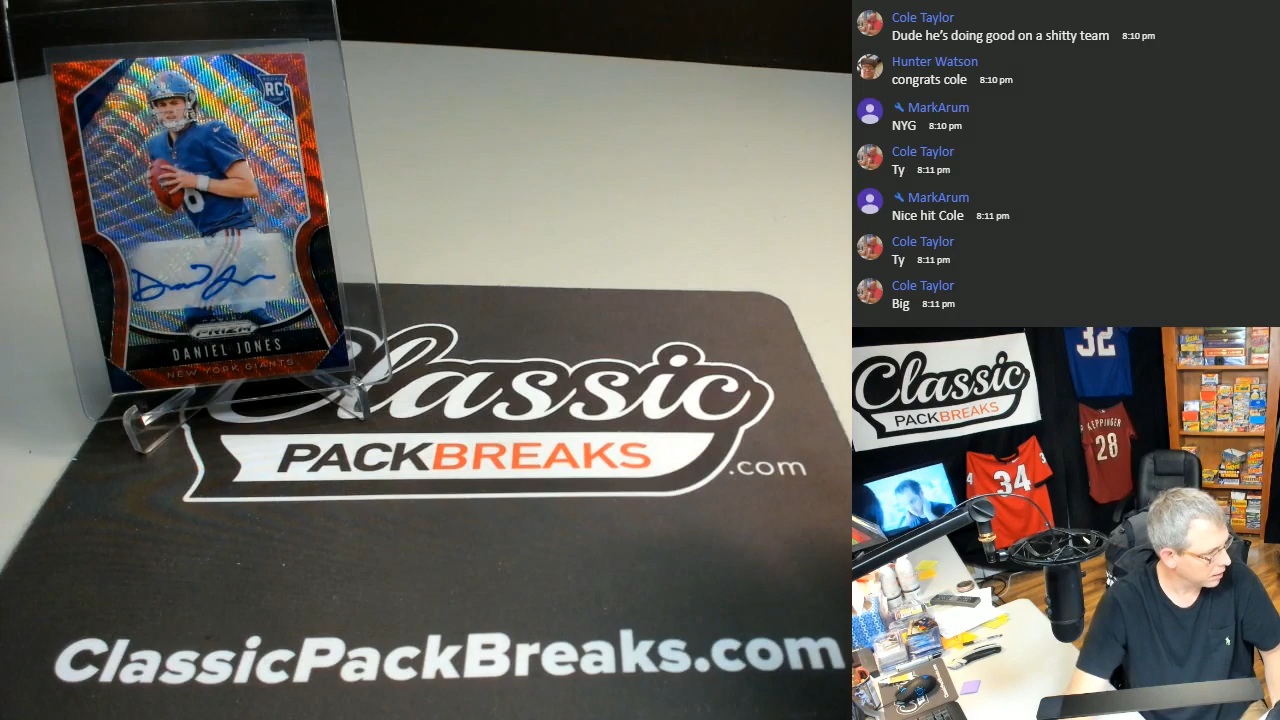 RC
8
DANIEL JONES
NEW YORK GIANTS
Classic
PACKBREAKS
.com
ClassicPackBreaks.com
Cole Taylor
Dude he's doing good on a shitty team 8:10 pm
Hunter Watson
congrats cole 8:10 pm
MarkArum
NYG 8:10 pm
Cole Taylor
Ty 8:11 pm
MarkArum
Nice hit Cole 8:11 pm
Cole Taylor
Ty 8:11 pm
Cole Taylor
Big 8:11 pm
Classic
PACKBREAKS
32
KEPPINGER
28
34